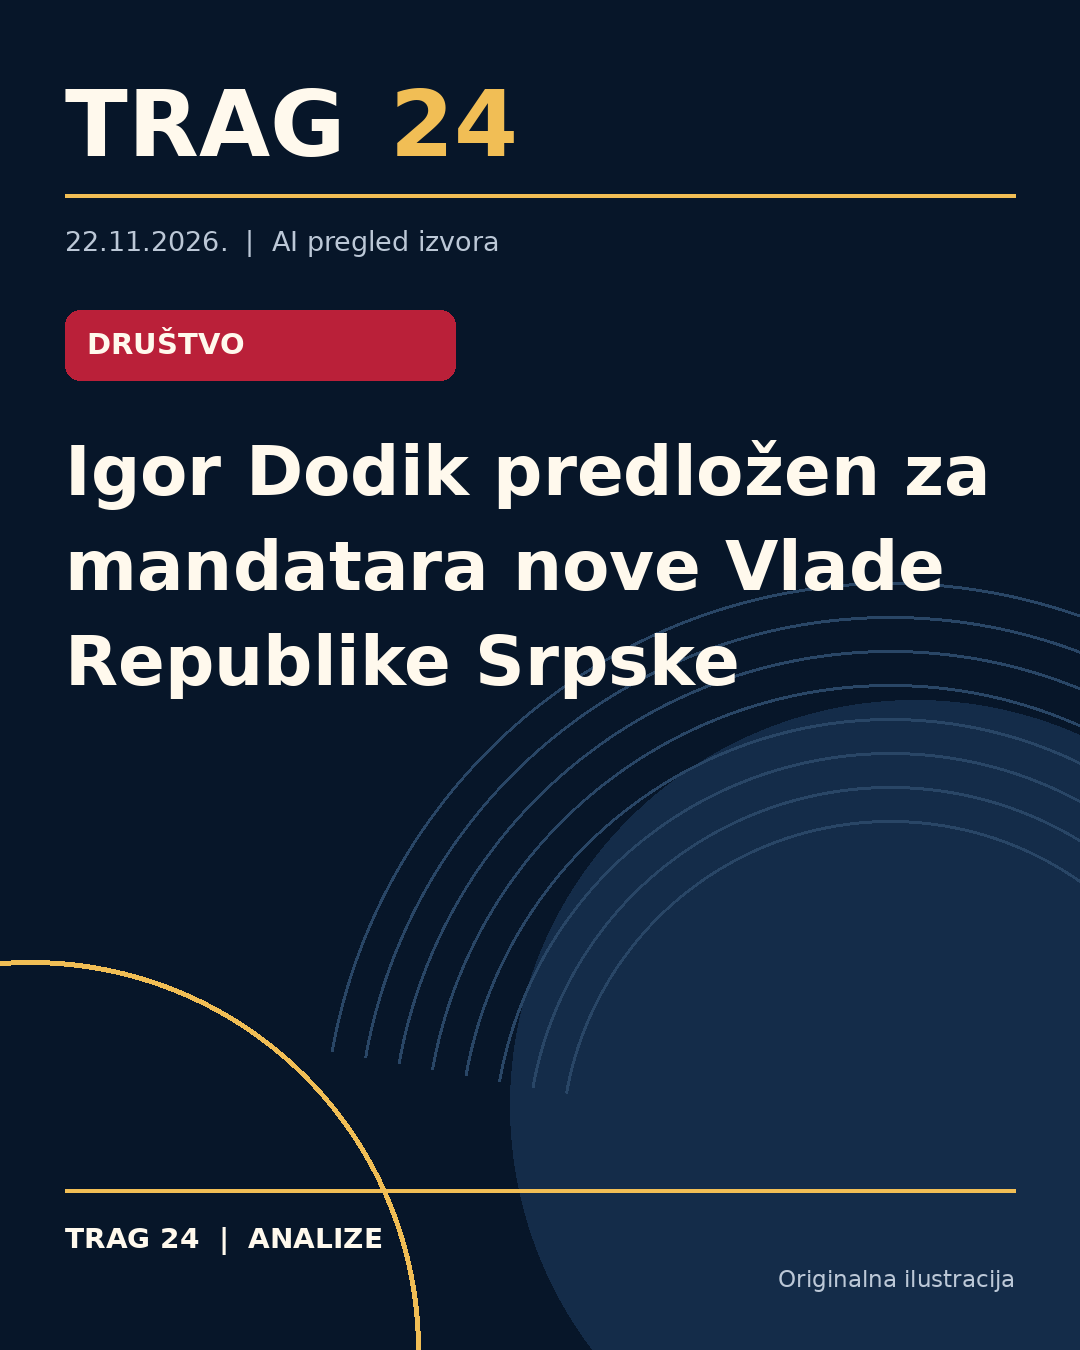 TRAG 24
22.11.2026. | AI pregled izvora
DRUŠTVO
Igor Dodik predložen za
mandatara nove Vlade
Republike Srpske
TRAG 24 | ANALIZE
Originalna ilustracija